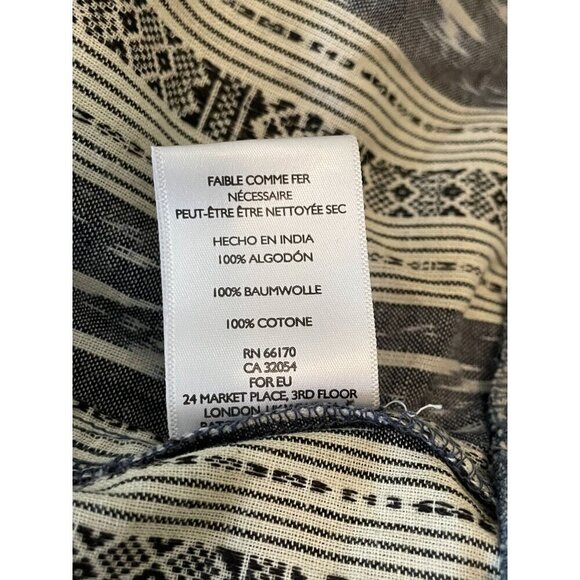 FAIBLE COMME FER
NÉCESSAIRE
PEUT-ÊTRE ÊTRE NETTOYÉE SEC
HECHO EN INDIA
100% ALGODÓN
100% BAUMWOLLE
100% COTONE
RN 66170
CA 32054
FOR EU
24 MARKET PLACE, 3RD FLOOR
LONDON,